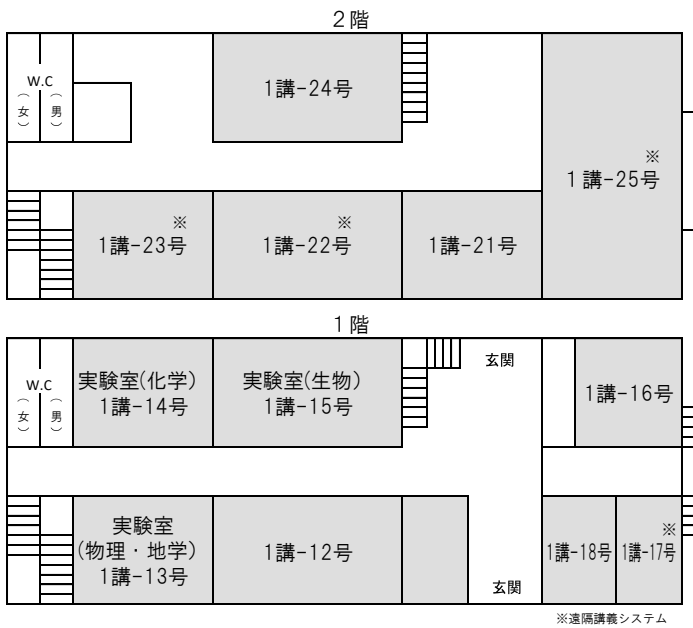 ２階
W.C
（女）
（男）
1講-24号
※
1講-25号
※
1講-23号
※
1講-22号
1講-21号
１階
W.C
（女）
（男）
実験室(化学)
1講-14号
実験室(生物)
1講-15号
玄関
1講-16号
実験室
(物理・地学)
1講-13号
1講-12号
玄関
1講-18号
※
1講-17号
※遠隔講義システム